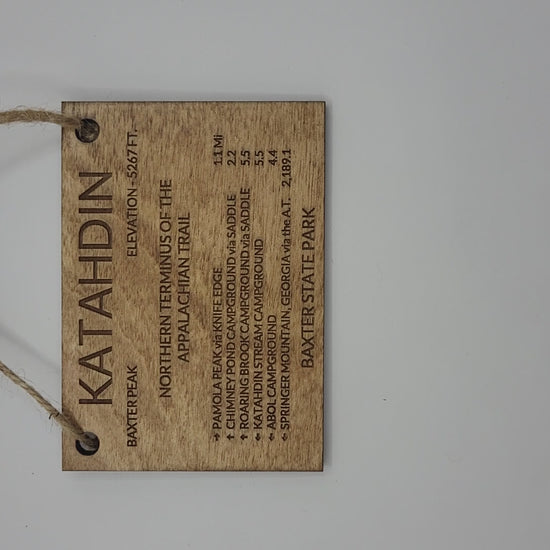 KATAHDIN
BAXTER PEAK ELEVATION - 5267 FT.
NORTHERN TERMINUS OF THE
APPALACHIAN TRAIL
→ PAMOLA PEAK via KNIFE EDGE 1.1 Mi
↑ CHIMNEY POND CAMPGROUND via SADDLE 2.2
↑ ROARING BROOK CAMPGROUND via SADDLE 5.5
← KATAHDIN STREAM CAMPGROUND 5.5
← ABOL CAMPGROUND 4.4
← SPRINGER MOUNTAIN, GEORGIA via the A.T. 2,189.1
BAXTER STATE PARK